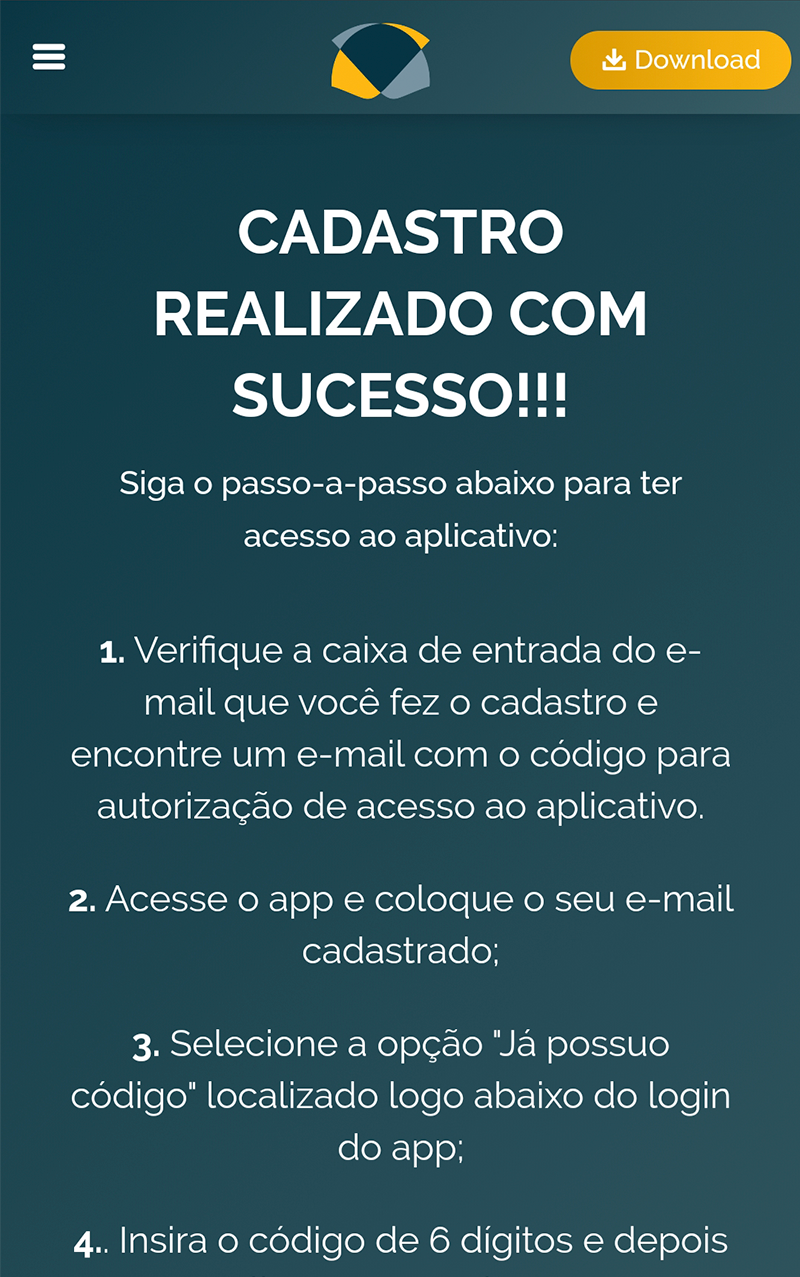 Download
CADASTRO
REALIZADO COM
SUCESSO!!!
Siga o passo-a-passo abaixo para ter
acesso ao aplicativo:
1. Verifique a caixa de entrada do e-
mail que você fez o cadastro e
encontre um e-mail com o código para
autorização de acesso ao aplicativo.
2. Acesse o app e coloque o seu e-mail
cadastrado;
3. Selecione a opção "Já possuo
código" localizado logo abaixo do login
do app;
4.. Insira o código de 6 dígitos e depois